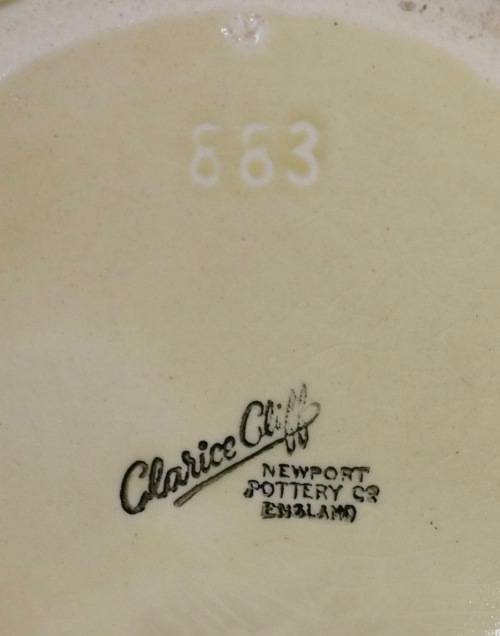 663
Clarice Cliff
NEWPORT
POTTERY Co
ENGLAND